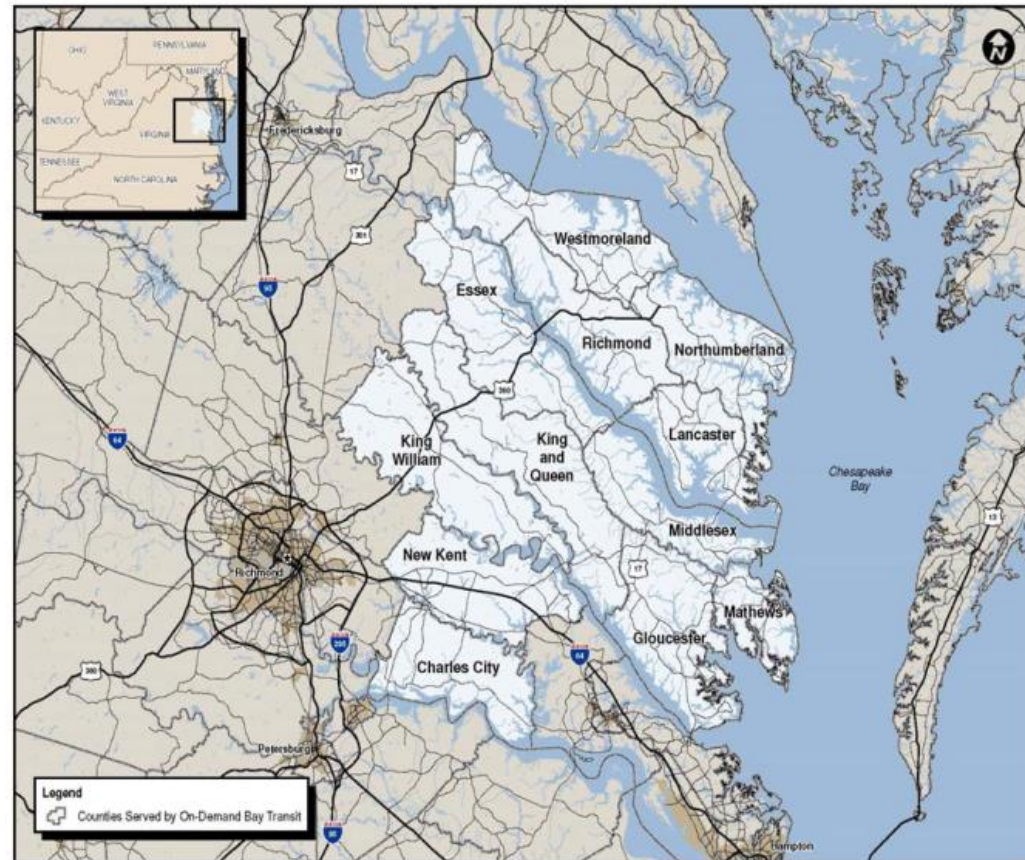 OHIO
PENNSYLVANIA
MARYLAND
WEST
VIRGINIA
KENTUCKY
VIRGINIA
TENNESSEE
NORTH CAROLINA
Fredericksburg
17
301
95
Westmoreland
Essex
Richmond
Northumberland
360
64
King
William
King
and
Queen
Lancaster
Chesapeake
Bay
13
Middlesex
New Kent
17
Richmond
Mathews
Gloucester
295
64
360
Charles City
Petersburg
Legend
Counties Served by On-Demand Bay Transit
95
Hampton